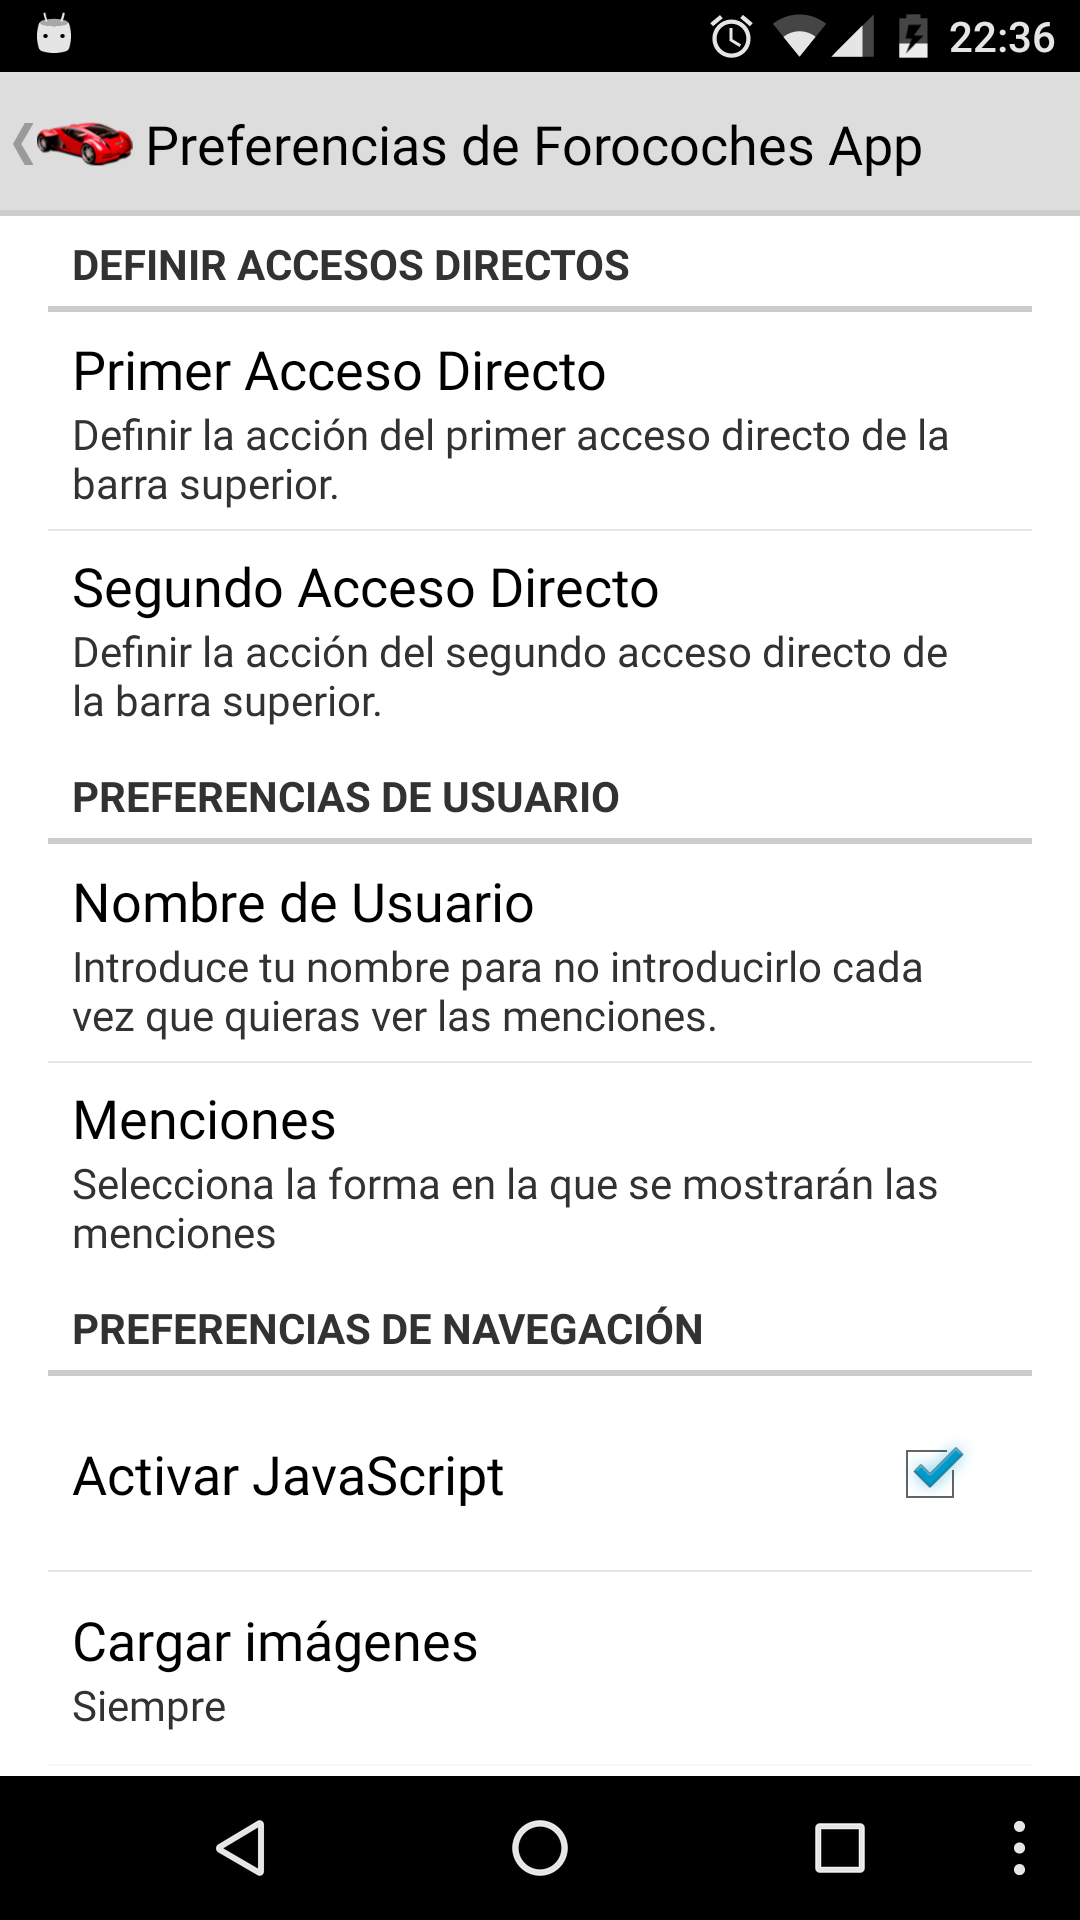 22:36
Preferencias de Forocoches App
DEFINIR ACCESOS DIRECTOS
Primer Acceso Directo
Definir la acción del primer acceso directo de la
barra superior.
Segundo Acceso Directo
Definir la acción del segundo acceso directo de
la barra superior.
PREFERENCIAS DE USUARIO
Nombre de Usuario
Introduce tu nombre para no introducirlo cada
vez que quieras ver las menciones.
Menciones
Selecciona la forma en la que se mostrarán las
menciones
PREFERENCIAS DE NAVEGACIÓN
Activar JavaScript
Cargar imágenes
Siempre